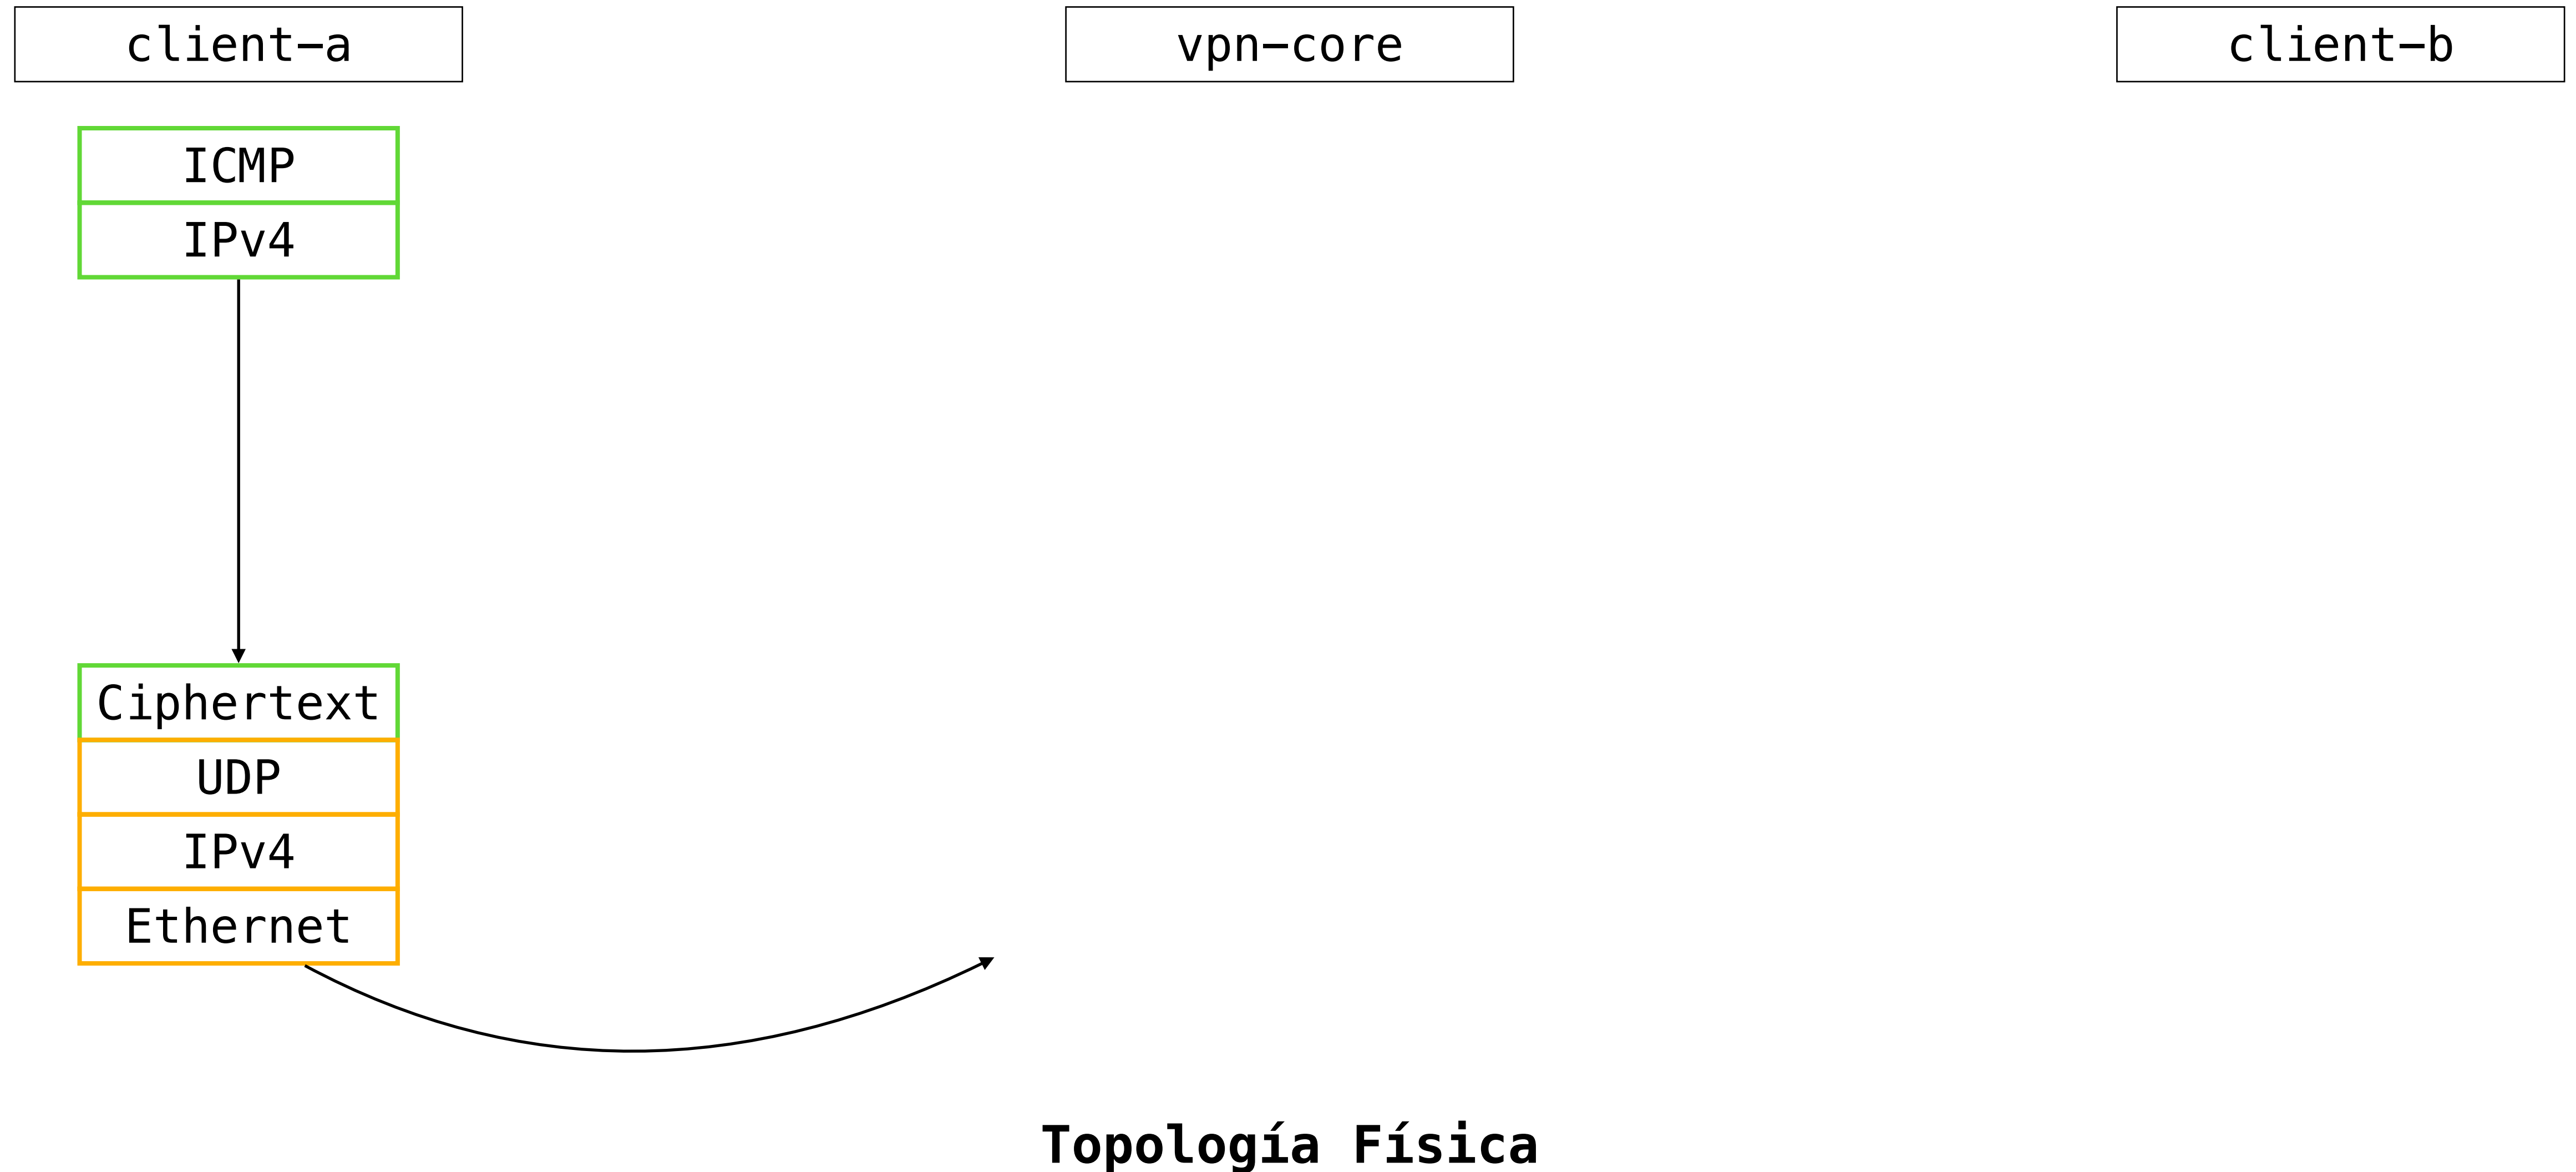 client-a
vpn-core
client-b
ICMP
IPv4
Ciphertext
UDP
IPv4
Ethernet
Topología Física